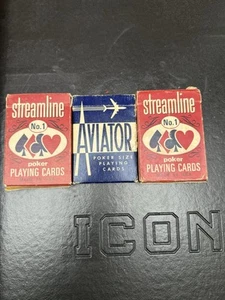 streamline
No.1
poker
PLAYING CARDS
AVIATOR
POKER SIZE
PLAYING
CARDS
streamline
No.1
poker
PLAYING CARDS
ICON